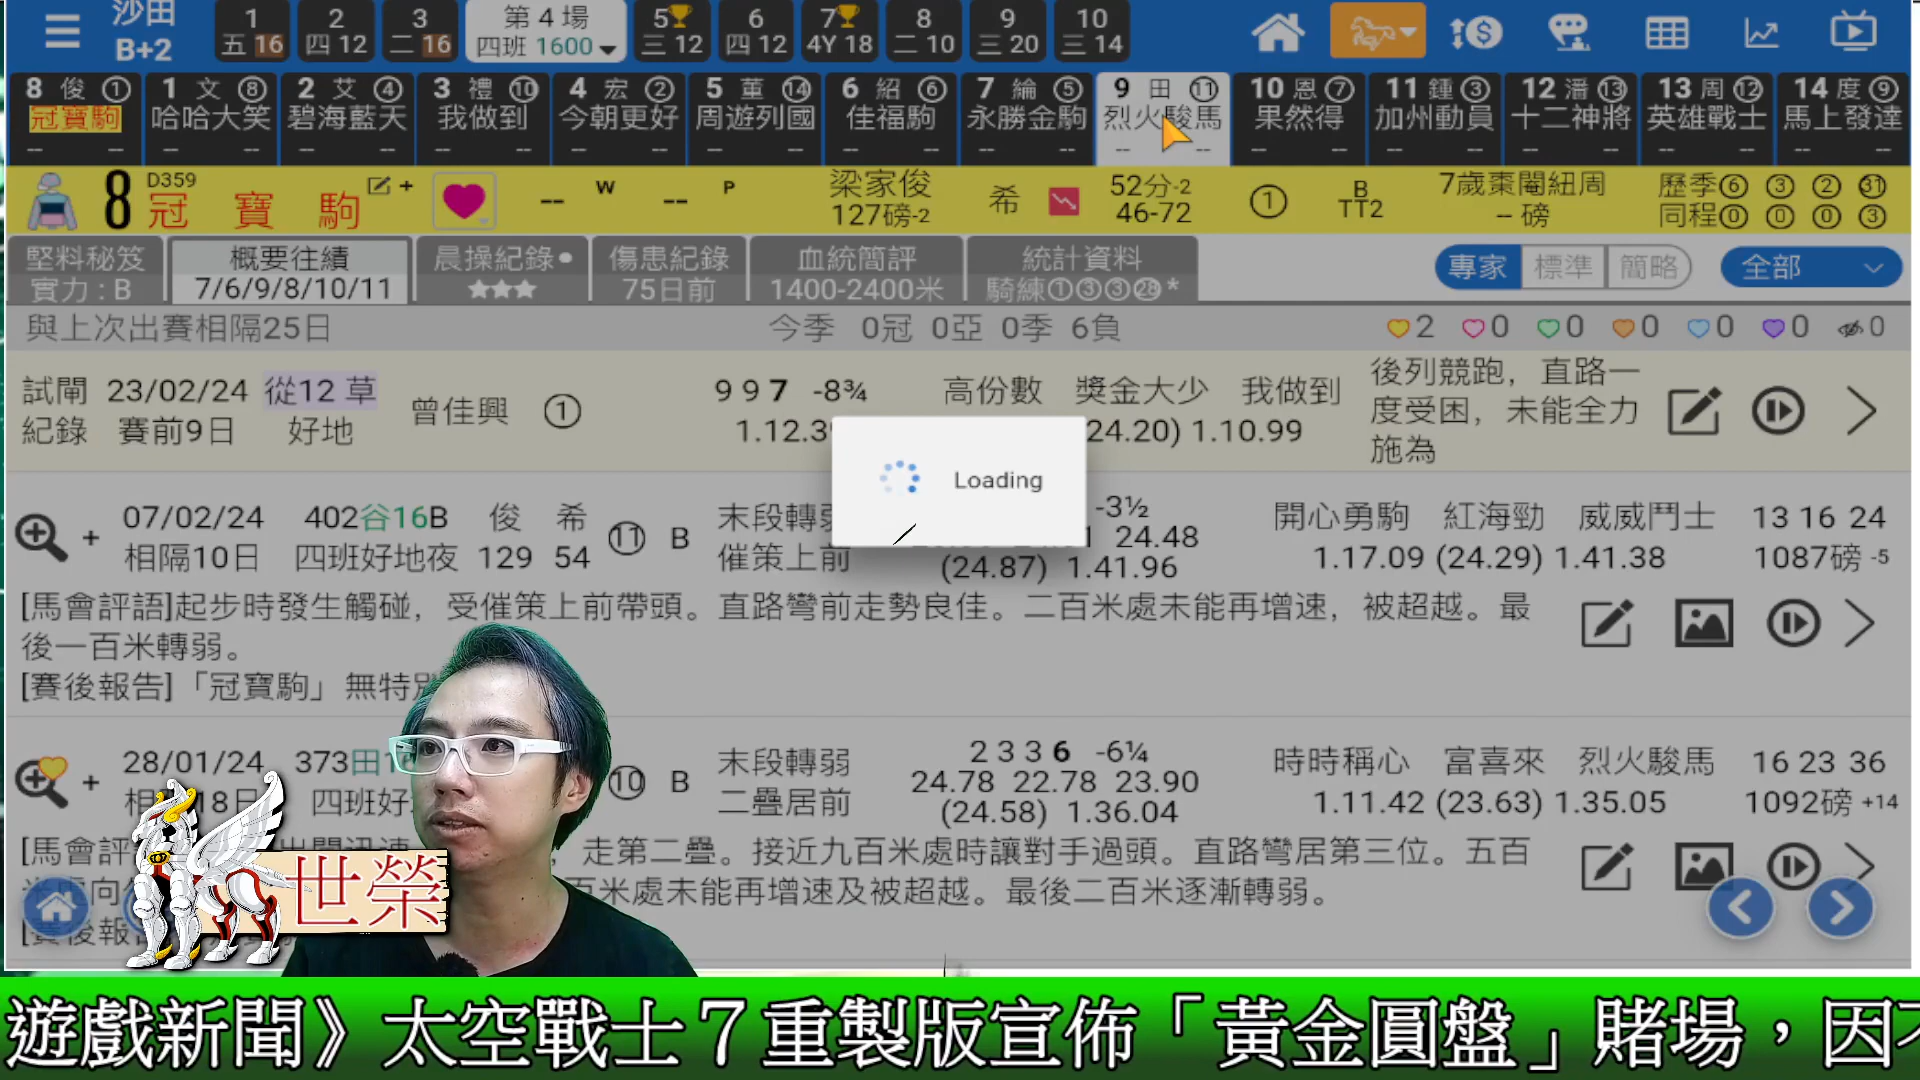 沙田
B+2
1
五 16
2
四 12
3
二 16
第 4 場
四班 1600
5
三 12
6
四 12
7
4Y 18
8
二 10
9
三 20
10
三 14
8 俊 ①
冠寶駒
-- --
1 文 ⑧
哈哈大笑
-- --
2 艾 ④
碧海藍天
-- --
3 禮 ⑩
我做到
-- --
4 宏 ②
今朝更好
-- --
5 董 ⑭
周遊列國
-- --
6 紹 ⑥
佳福駒
-- --
7 綸 ⑤
永勝金駒
-- --
9 田 ⑪
烈火駿馬
-- --
10 恩 ⑦
果然得
-- --
11 鍾 ③
加州動員
-- --
12 潘 ⑬
十二神將
-- --
13 周 ⑫
英雄戰士
-- --
14 度 ⑨
馬上發達
-- --
8 D359
冠寶駒
+
-- W
-- P
梁家俊
127磅-2
希
52分-2
46-72
①
B
TT2
7歲棗閹紐周
-- 磅
歷季⑥ ③ ② ㉛
同程⓪ ⓪ ⓪ ③
堅料秘笈
實力 : B
概要往績
7/6/9/8/10/11
晨操紀錄●
★★★
傷患紀錄
75日前
血統簡評
1400-2400米
統計資料
騎練①③③㉘*
專家 標準 簡略
全部
與上次出賽相隔25日
今季 0冠 0亞 0季 6負
2 0 0 0 0 0 0
試閘 23/02/24 從12 草
紀錄 賽前9日 好地
曾佳興 ①
9 9 7 -8¾
高份數 獎金大少 我做到
1.12.3
24.20) 1.10.99
後列競跑，直路一
度受困，未能全力
施為
Loading
+ 07/02/24 402谷16B 俊 希
相隔10日 四班好地夜 129 54
⑪ B
末段轉
催策上前
-3½
24.48
(24.87) 1.41.96
開心勇駒 紅海勁 威威鬥士
1.17.09 (24.29) 1.41.38
13 16 24
1087磅 -5
[馬會評語]起步時發生觸碰，受催策上前帶頭。直路彎前走勢良佳。二百米處未能再增速，被超越。最
後一百米轉弱。
[賽後報告]「冠寶駒」無特
+ 28/01/24 373田1
18日 四班好
⑩ B
末段轉弱
二疊居前
2 3 3 6 -6¼
24.78 22.78 23.90
(24.58) 1.36.04
時時稱心 富喜來 烈火駿馬
1.11.42 (23.63) 1.35.05
16 23 36
1092磅 +14
[馬會評 ，走第二疊。接近九百米處時讓對手過頭。直路彎居第三位。五百
百米處未能再增速及被超越。最後二百米逐漸轉弱。
世榮
遊戲新聞》太空戰士７重製版宣佈「黃金圓盤」賭場，因